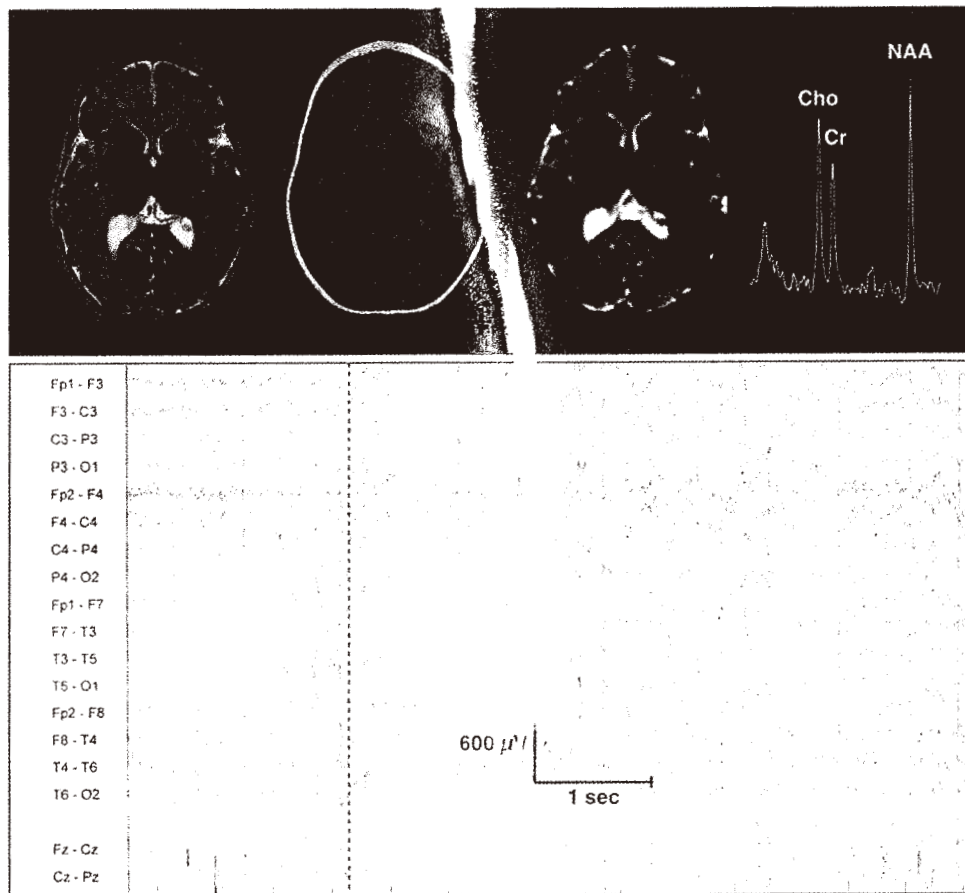 NAA
Cho
Cr
Fp1 - F3
F3 - C3
C3 - P3
P3 - O1
Fp2 - F4
F4 - C4
C4 - P4
P4 - O2
Fp1 - F7
F7 - T3
T3 - T5
T5 - O1
Fp2 - F8
F8 - T4
600 μV
T4 - T6
1 sec
T6 - O2
Fz - Cz
Cz - Pz